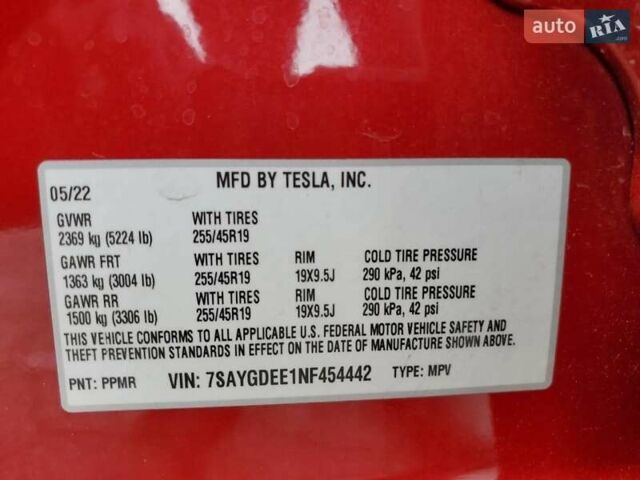 auto RIA.com
MFD BY TESLA, INC.
05/22
GVWR WITH TIRES
2369 kg (5224 lb) 255/45R19
GAWR FRT WITH TIRES RIM COLD TIRE PRESSURE
1363 kg (3004 lb) 255/45R19 19X9.5J 290 kPa, 42 psi
GAWR RR WITH TIRES RIM COLD TIRE PRESSURE
1500 kg (3306 lb) 255/45R19 19X9.5J 290 kPa, 42 psi
THIS VEHICLE CONFORMS TO ALL APPLICABLE U.S. FEDERAL MOTOR VEHICLE SAFETY AND
THEFT PREVENTION STANDARDS IN EFFECT ON THE DATE OF MANUFACTURE SHOWN ABOVE.
PNT: PPMR VIN: 7SAYGDEE1NF454442 TYPE: MPV